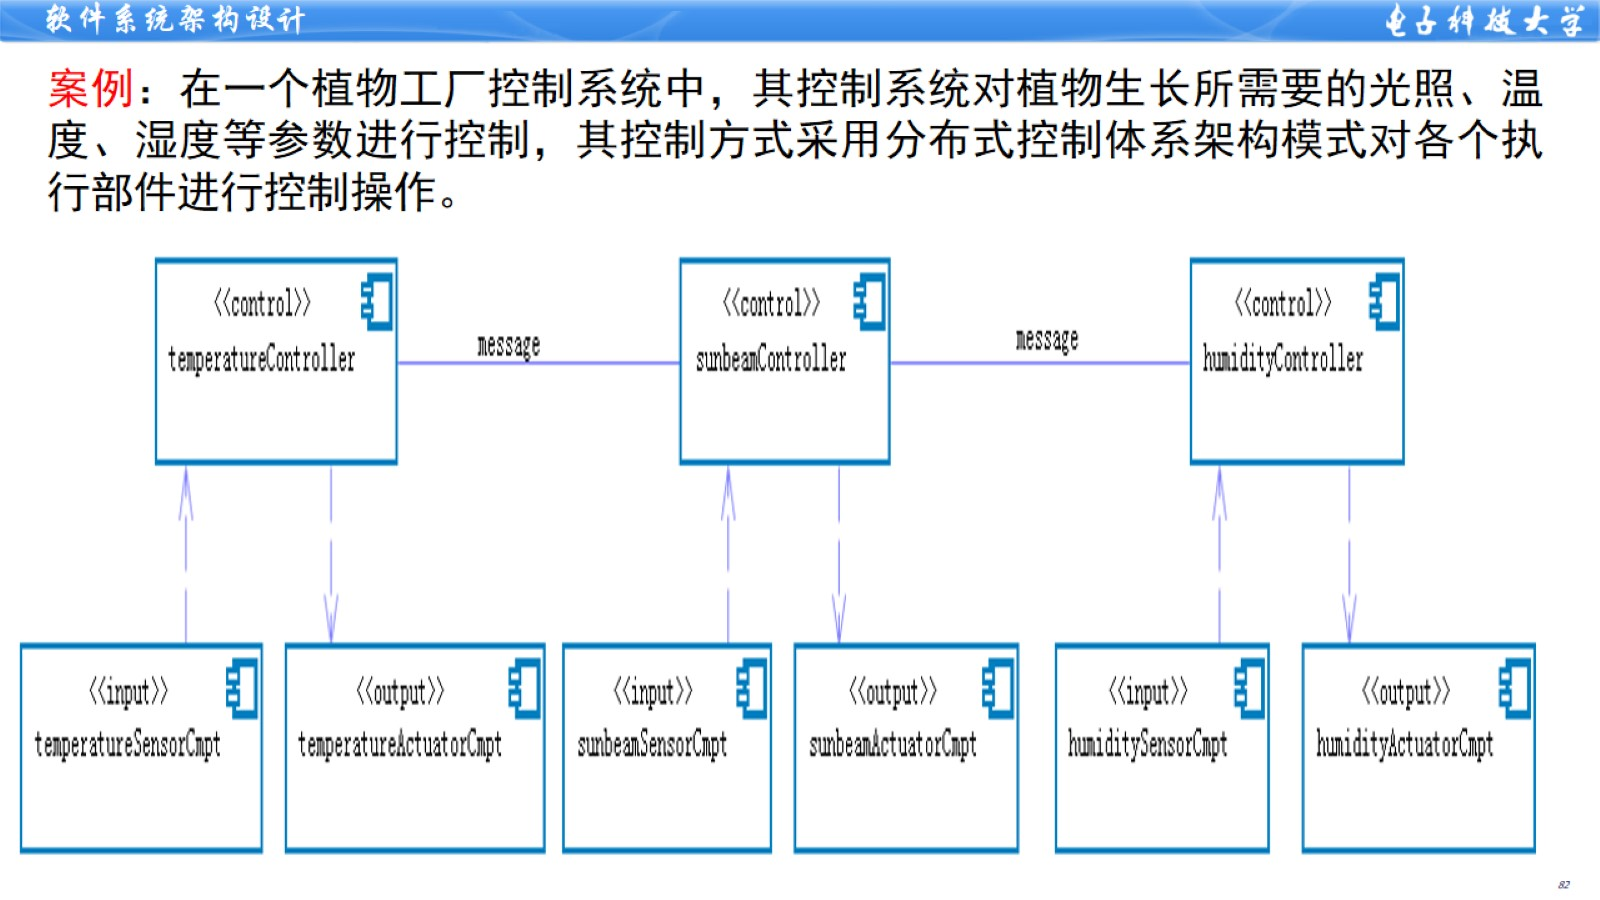 软件系统架构设计
电子科技大学
案例：在一个植物工厂控制系统中，其控制系统对植物生长所需要的光照、温
度、湿度等参数进行控制，其控制方式采用分布式控制体系架构模式对各个执
行部件进行控制操作。
<<control>>
temperatureController
message
<<control>>
sunbeamController
message
<<control>>
humidityController
<<input>>
temperatureSensorCmpt
<<output>>
temperatureActuatorCmpt
<<input>>
sunbeamSensorCmpt
<<output>>
sunbeamActuatorCmpt
<<input>>
humiditySensorCmpt
<<output>>
humidityActuatorCmpt
82